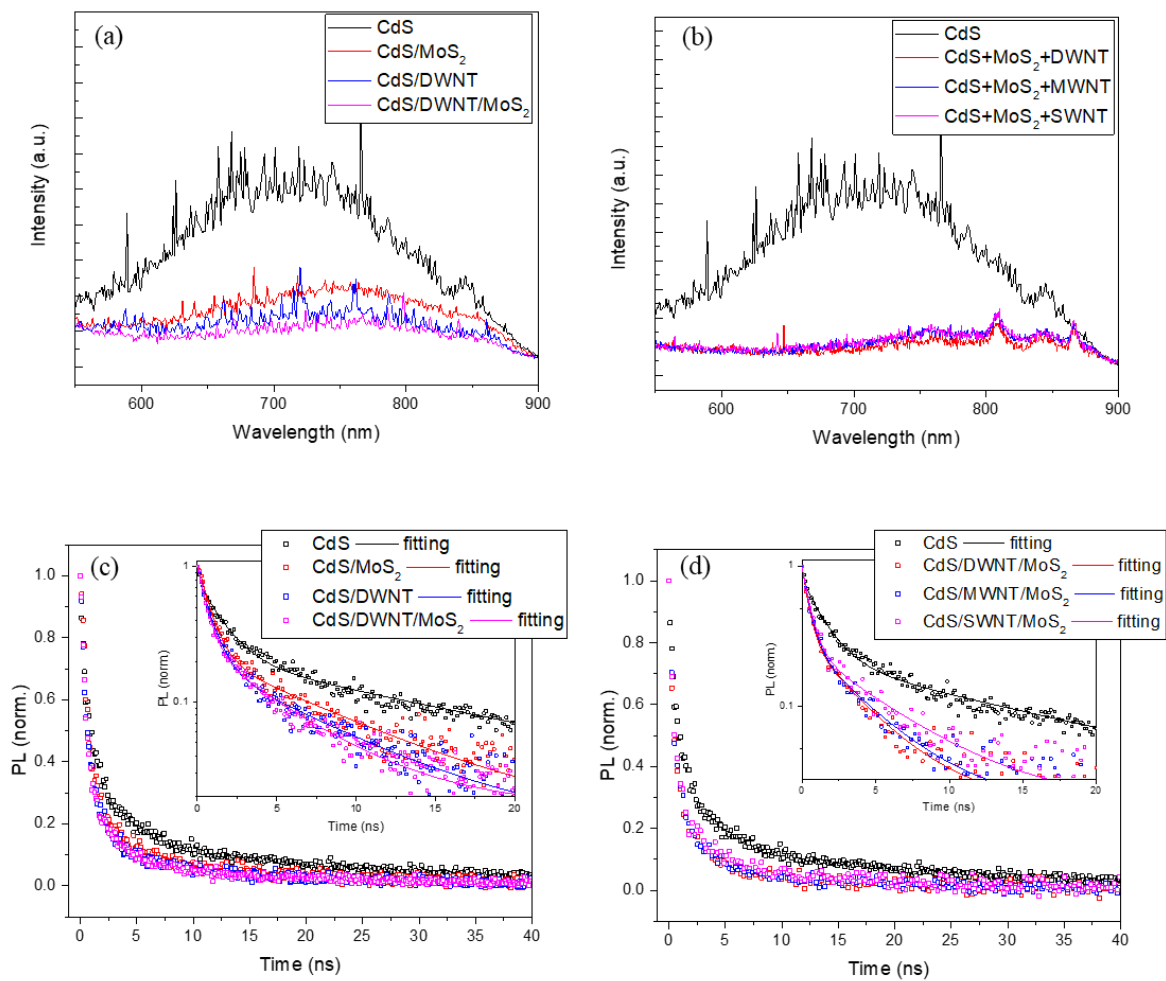 (a)
CdS
CdS/MoS₂
CdS/DWNT
CdS/DWNT/MoS₂
Intensity (a.u.)
600
700
800
900
Wavelength (nm)
(b)
CdS
CdS+MoS₂+DWNT
CdS+MoS₂+MWNT
CdS+MoS₂+SWNT
Intensity (a.u.)
600
700
800
900
Wavelength (nm)
(c)
CdS fitting
CdS/MoS₂ fitting
CdS/DWNT fitting
CdS/DWNT/MoS₂ fitting
PL (norm.)
1.0
0.8
0.6
0.4
0.2
0.0
0
5
10
15
20
25
30
35
40
Time (ns)
PL (norm)
1
0.1
0
5
10
15
20
Time (ns)
(d)
CdS fitting
CdS/DWNT/MoS₂ fitting
CdS/MWNT/MoS₂ fitting
CdS/SWNT/MoS₂ fitting
PL (norm.)
1.0
0.8
0.6
0.4
0.2
0.0
0
5
10
15
20
25
30
35
40
Time (ns)
PL (norm.)
1
0.1
0
5
10
15
20
Time (ns)